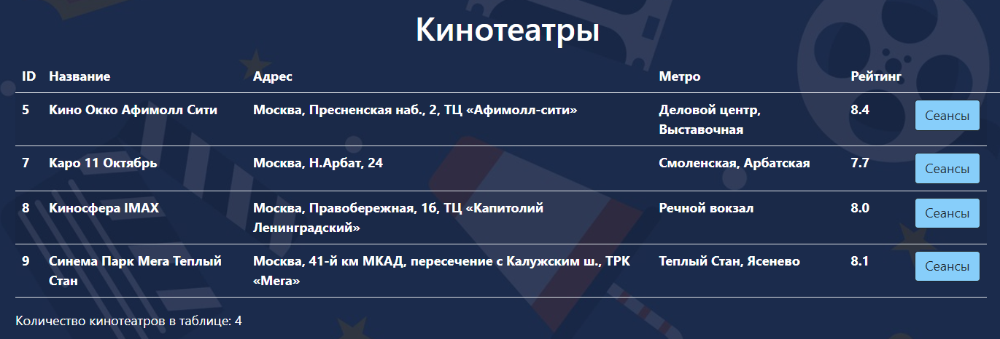 Кинотеатры
ID Название Адрес Метро Рейтинг
5 Кино Окко Афимолл Сити Москва, Пресненская наб., 2, ТЦ «Афимолл-сити» Деловой центр, 8.4 Сеансы
Выставочная
7 Каро 11 Октябрь Москва, Н.Арбат, 24 Смоленская, Арбатская 7.7 Сеансы
8 Киносфера IMAX Москва, Правобережная, 1б, ТЦ «Капитолий Речной вокзал 8.0 Сеансы
Ленинградский»
9 Синема Парк Мега Теплый Москва, 41-й км МКАД, пересечение с Калужским ш., ТРК Теплый Стан, Ясенево 8.1 Сеансы
Стан «Мега»
Количество кинотеатров в таблице: 4